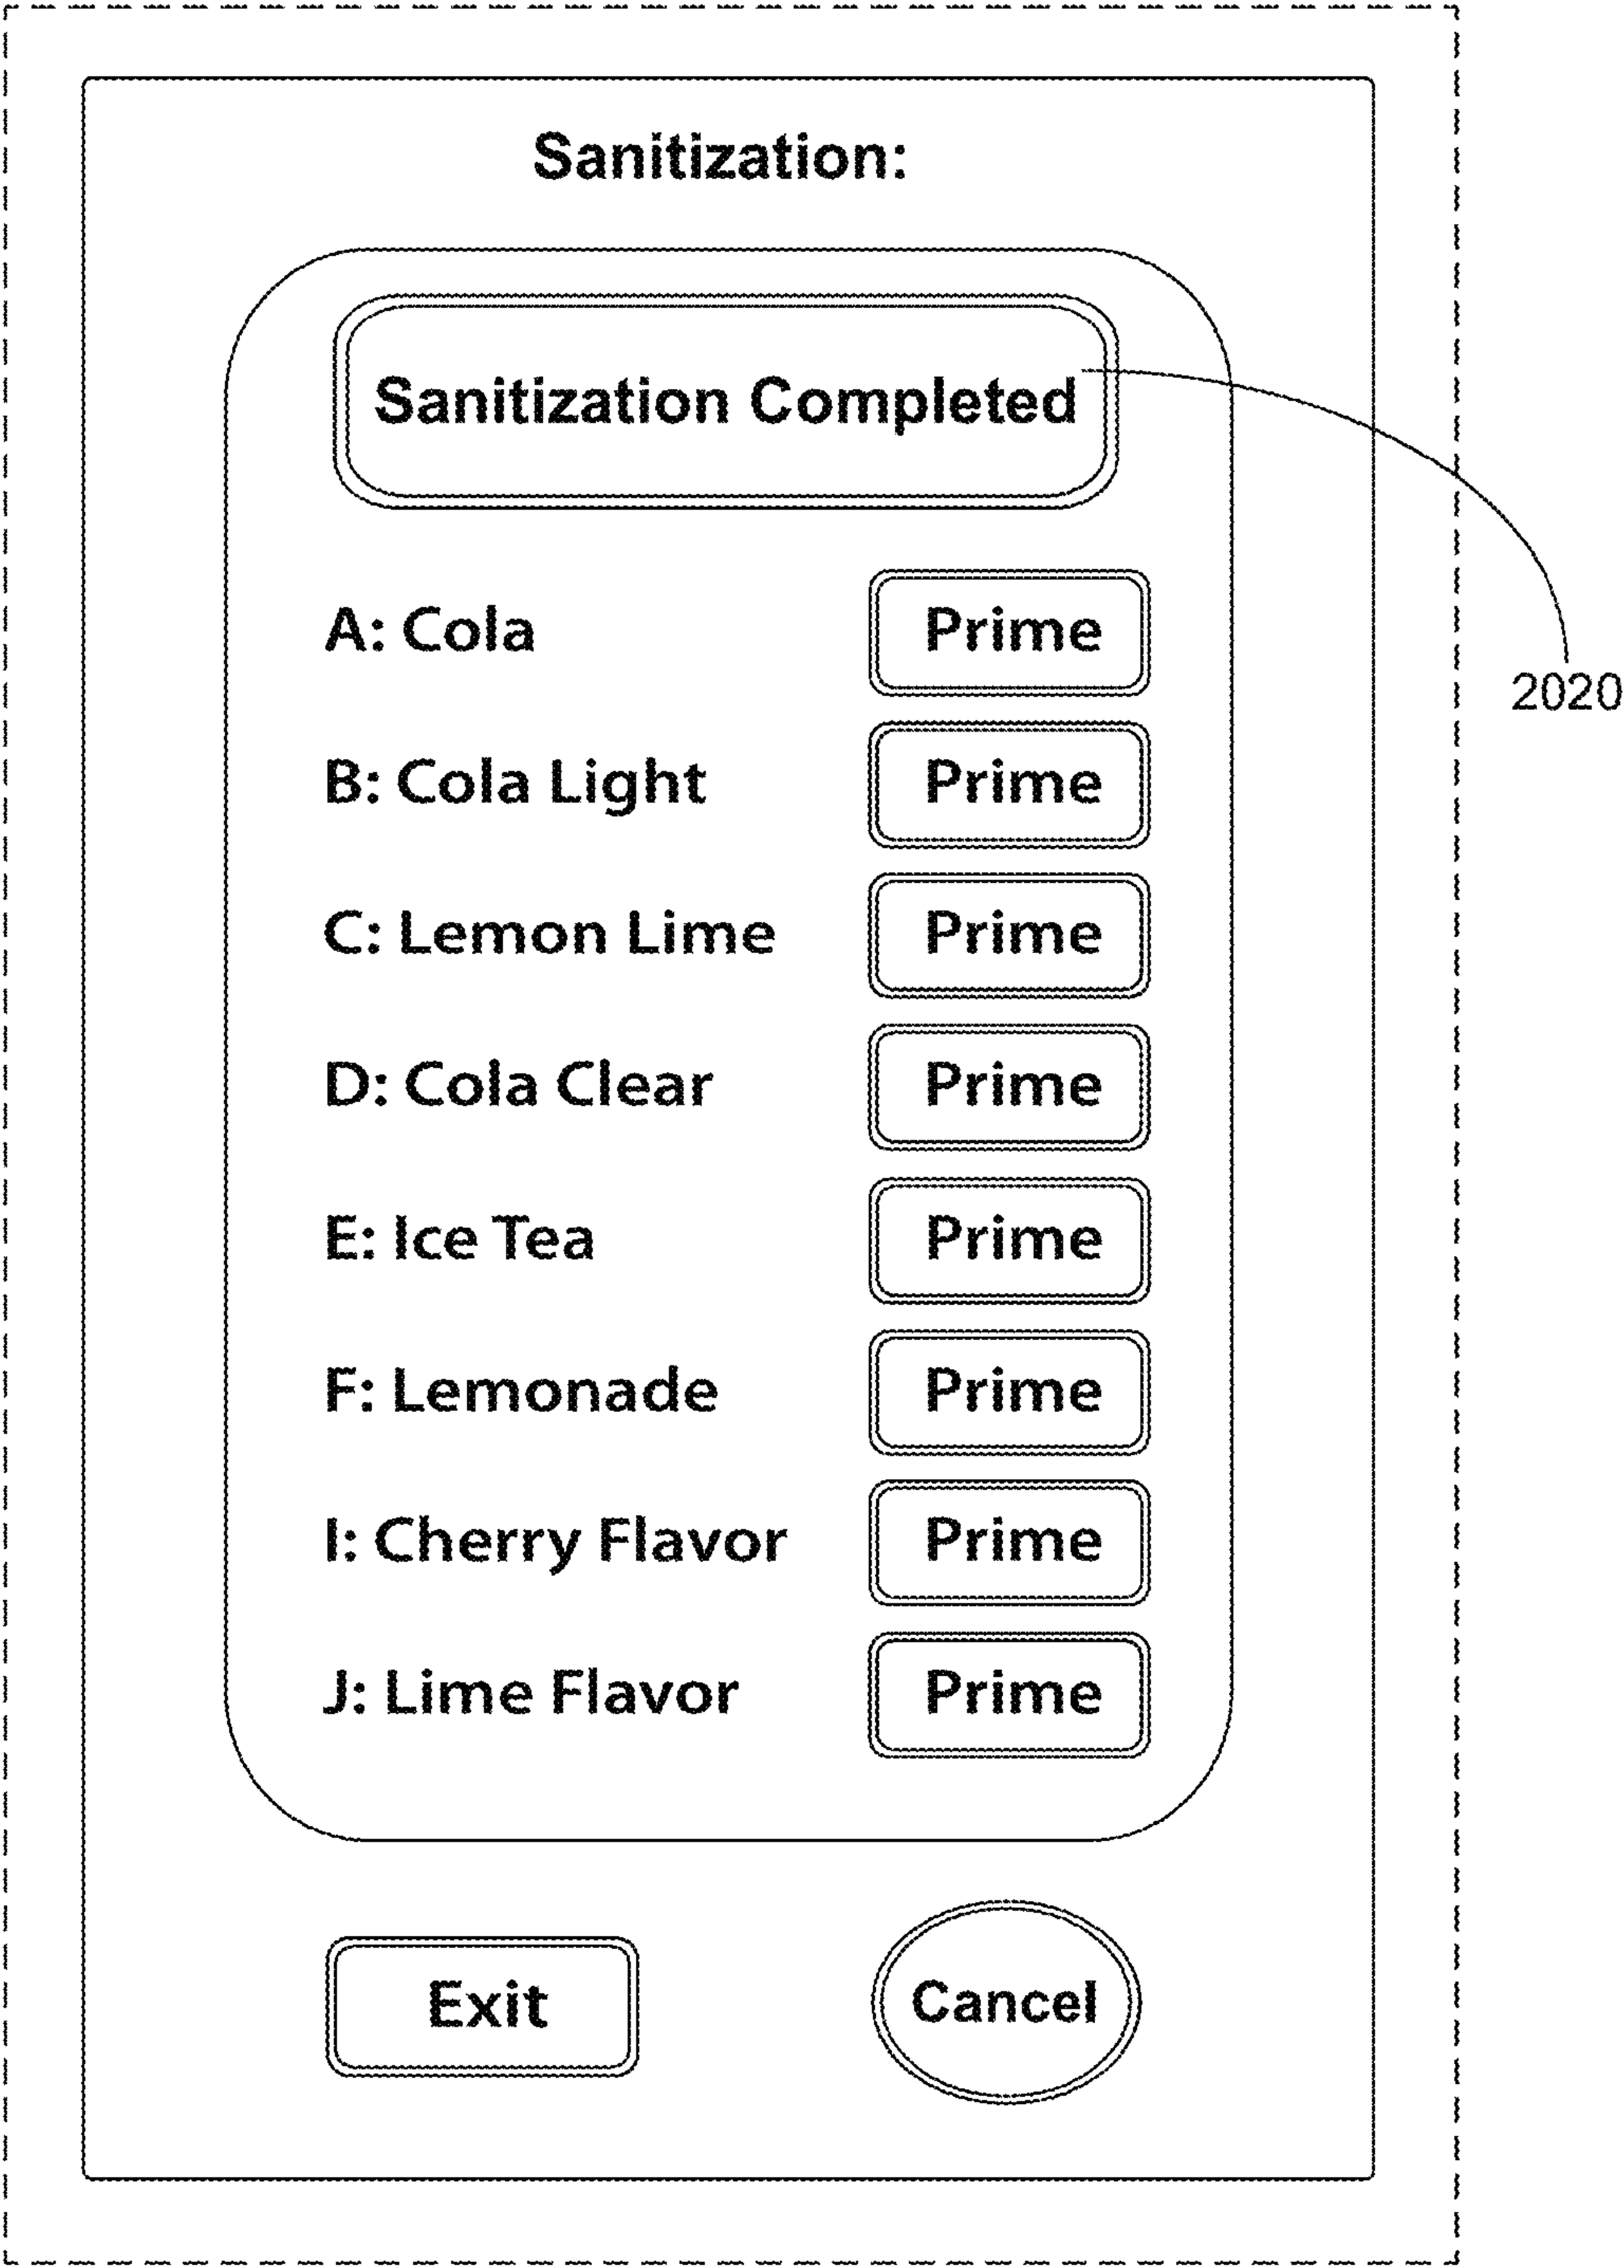 Sanitization:
Sanitization Completed
A: Cola Prime
2020
B: Cola Light Prime
C: Lemon Lime Prime
D: Cola Clear Prime
E: Ice Tea Prime
F: Lemonade Prime
I: Cherry Flavor Prime
J: Lime Flavor Prime
Exit Cancel